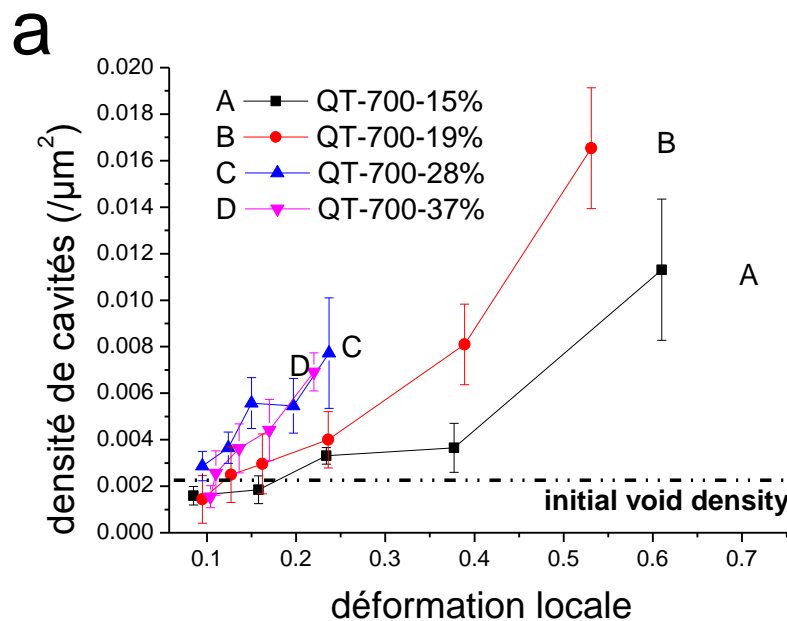 a
densité de cavités (/µm²)
0.020
0.018
0.016
0.014
0.012
0.010
0.008
0.006
0.004
0.002
0.000
A QT-700-15%
B QT-700-19%
C QT-700-28%
D QT-700-37%
B
A
D C
initial void density
0.1 0.2 0.3 0.4 0.5 0.6 0.7
déformation locale